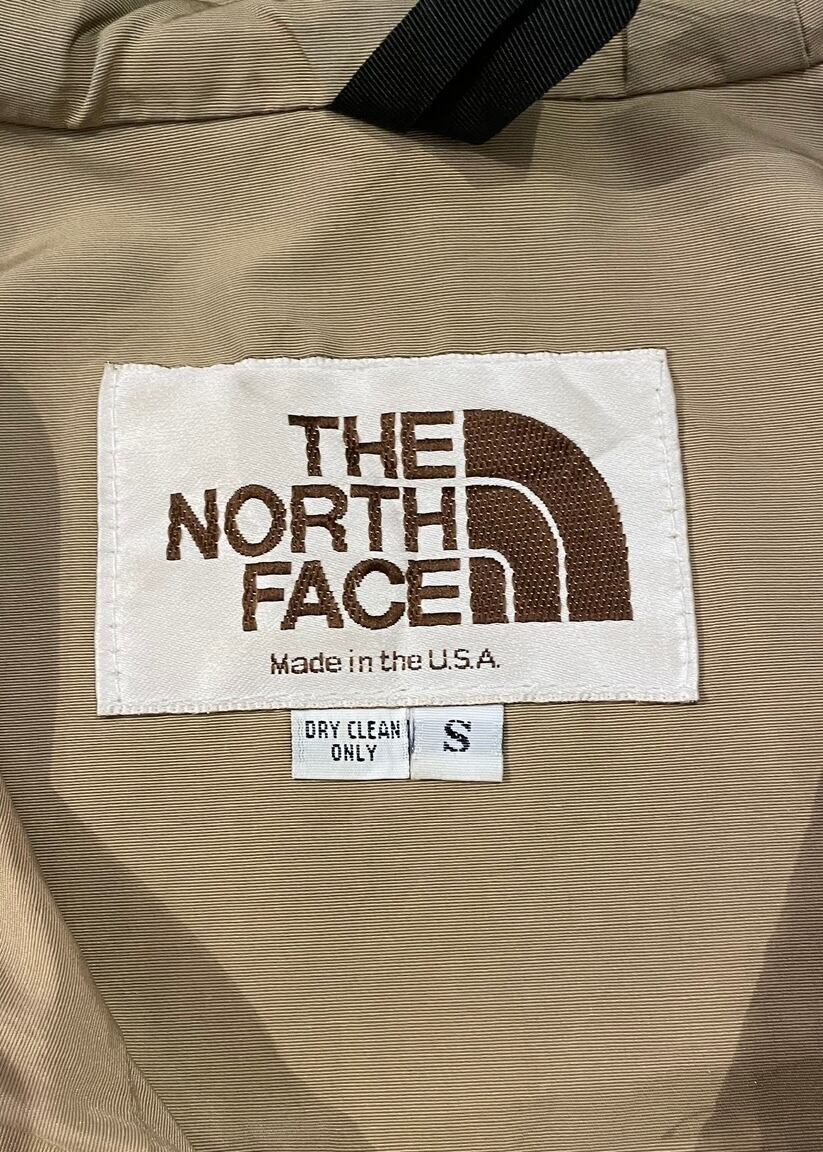 THE
NORTH
FACE
Made in the U.S.A.
DRY CLEAN
ONLY
S